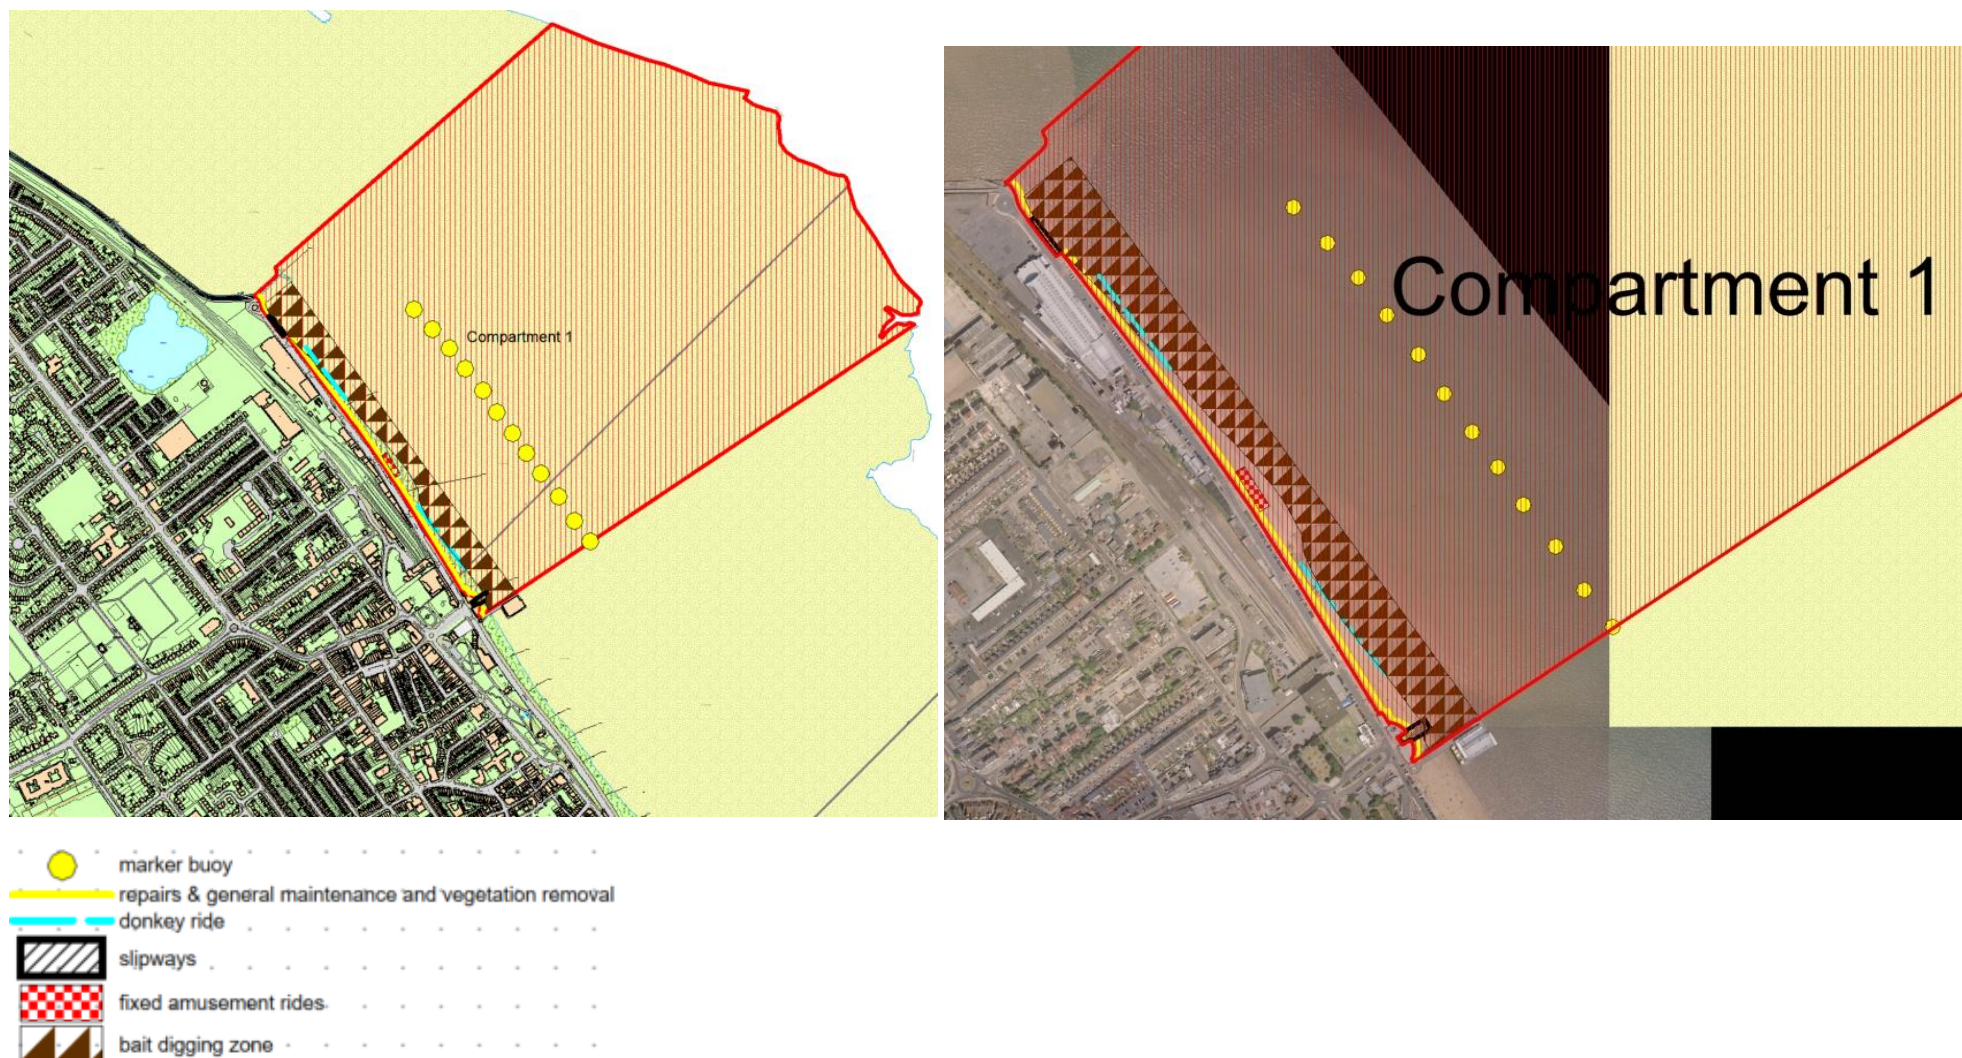 Compartment 1
Compartment 1
marker buoy
repairs & general maintenance and vegetation removal
donkey ride
slipways
fixed amusement rides
bait digging zone